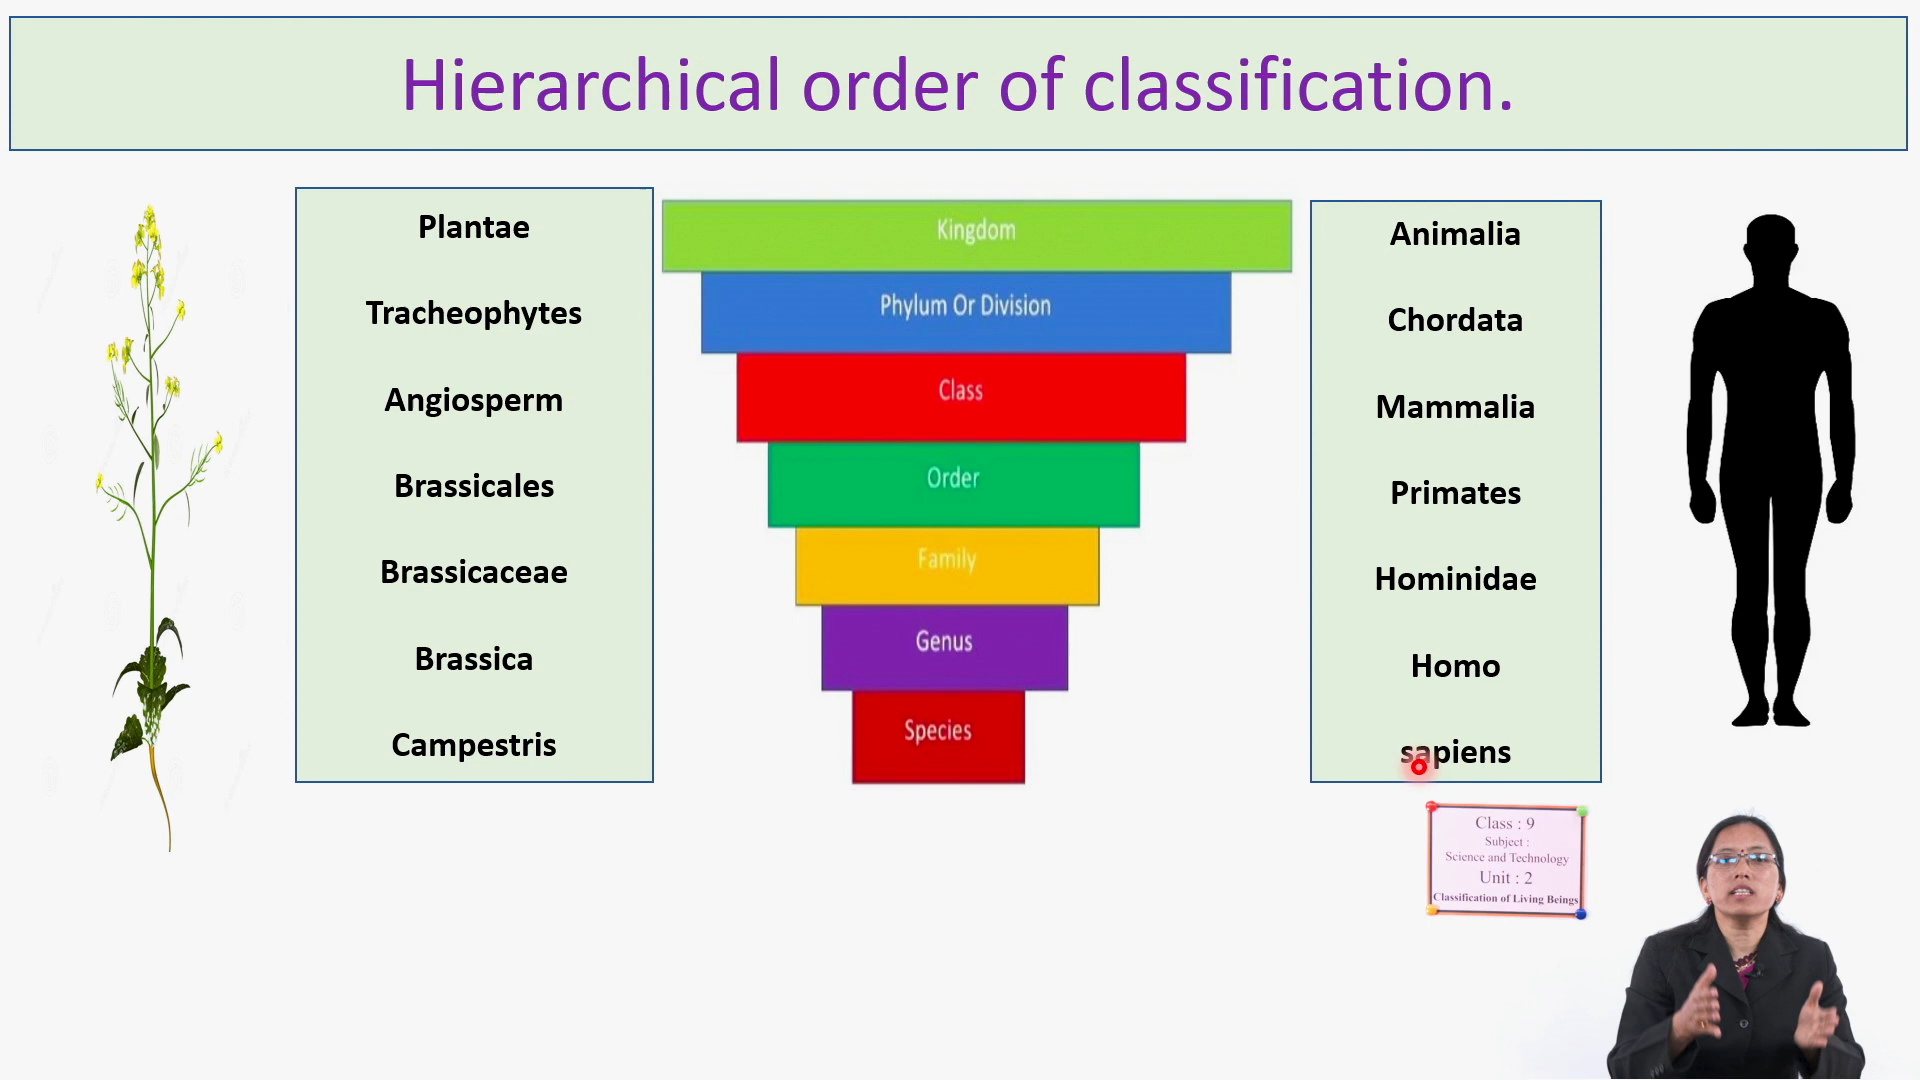 Hierarchical order of classification.
Plantae
Tracheophytes
Angiosperm
Brassicales
Brassicaceae
Brassica
Campestris
Kingdom
Phylum Or Division
Class
Order
Family
Genus
Species
Animalia
Chordata
Mammalia
Primates
Hominidae
Homo
sapiens
Class : 9
Subject :
Science and Technology
Unit : 2
Classification of Living Beings